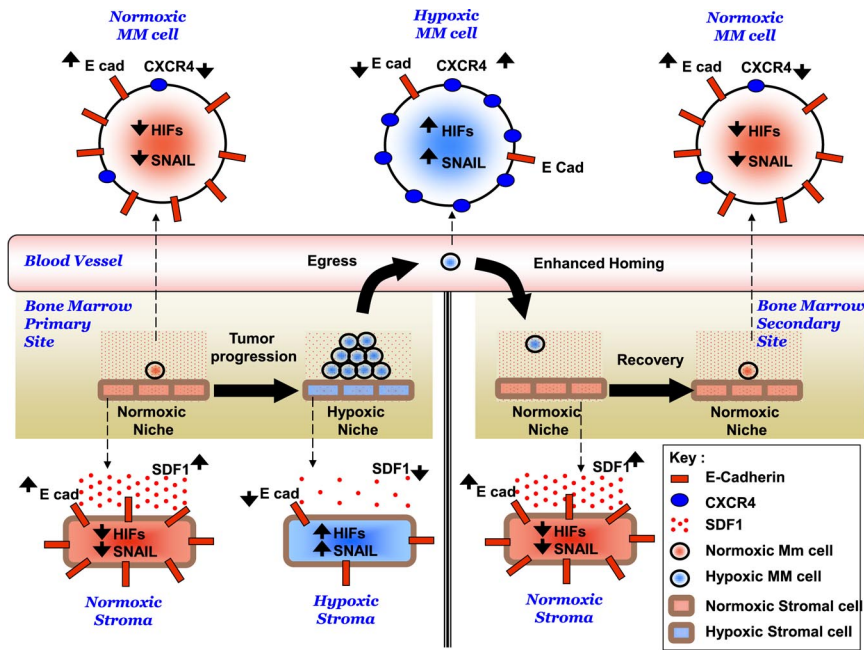 Normoxic
MM cell
E cad
CXCR4
HIFs
SNAIL
Hypoxic
MM cell
E cad
CXCR4
HIFs
SNAIL
E Cad
Normoxic
MM cell
E cad
CXCR4
HIFs
SNAIL
Blood Vessel
Egress
Enhanced Homing
Bone Marrow
Primary
Site
Tumor
progression
Normoxic
Niche
Hypoxic
Niche
Bone Marrow
Secondary
Site
Recovery
Normoxic
Niche
Normoxic
Niche
SDF1
E cad
HIFs
SNAIL
Normoxic
Stroma
SDF1
E cad
HIFs
SNAIL
Hypoxic
Stroma
SDF1
E cad
HIFs
SNAIL
Normoxic
Stroma
Key :
E-Cadherin
CXCR4
SDF1
Normoxic Mm cell
Hypoxic MM cell
Normoxic Stromal cell
Hypoxic Stromal cell